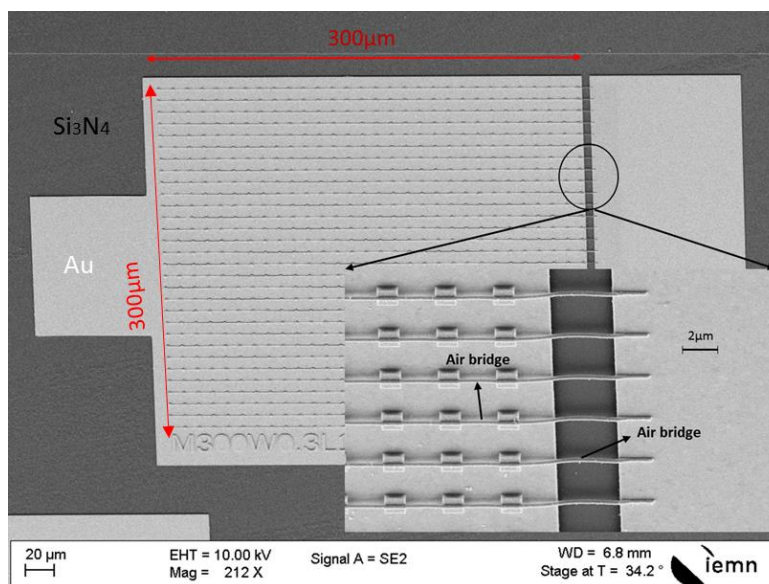 300μm
Si₃N₄
Au
300μm
2μm
Air bridge
Air bridge
M300W0.3L1
20 μm
EHT = 10.00 kV
Mag = 212 X
Signal A = SE2
WD = 6.8 mm
Stage at T = 34.2 °
iemn